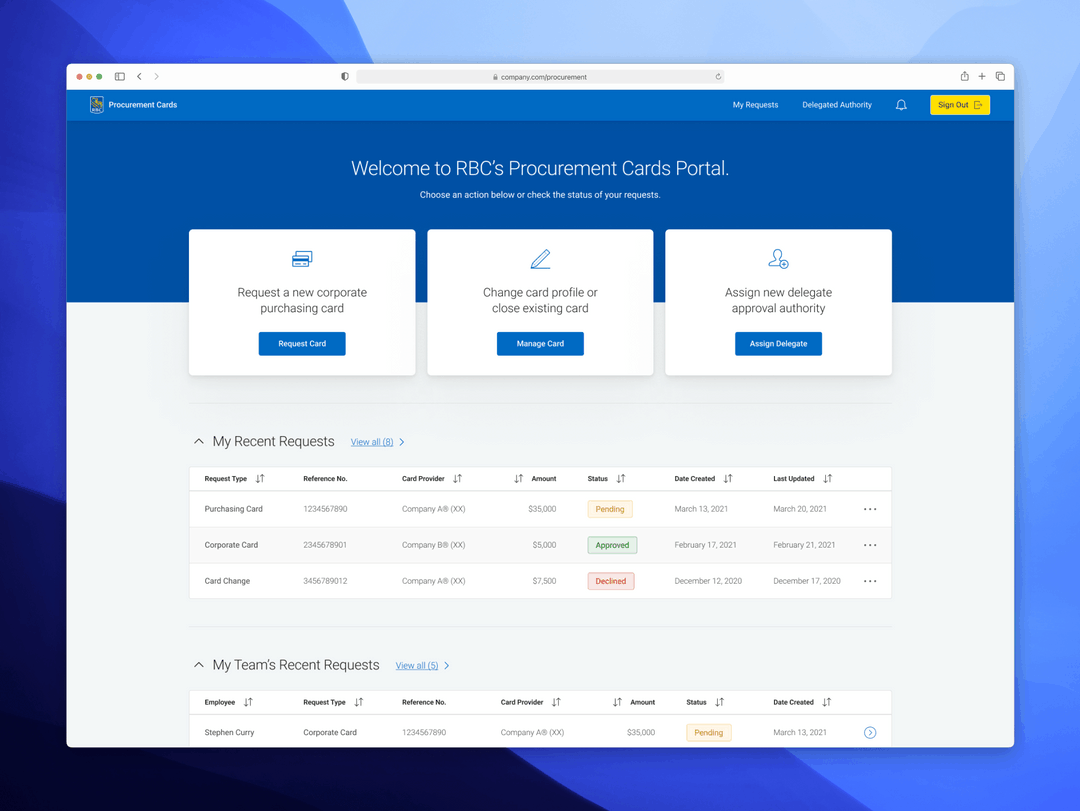 company.com/procurement
RBC
Procurement Cards
My Requests
Delegated Authority
Sign Out
Welcome to RBC’s Procurement Cards Portal.
Choose an action below or check the status of your requests.
Request a new corporate
purchasing card
Request Card
Change card profile or
close existing card
Manage Card
Assign new delegate
approval authority
Assign Delegate
My Recent Requests View all (8)
Request Type Reference No. Card Provider Amount Status Date Created Last Updated
Purchasing Card 1234567890 Company A® (XX) $35,000 Pending March 13, 2021 March 20, 2021
Corporate Card 2345678901 Company B® (XX) $5,000 Approved February 17, 2021 February 21, 2021
Card Change 3456789012 Company A® (XX) $7,500 Declined December 12, 2020 December 17, 2020
My Team’s Recent Requests View all (5)
Employee Request Type Reference No. Card Provider Amount Status Date Created
Stephen Curry Corporate Card 1234567890 Company A® (XX) $35,000 Pending March 13, 2021